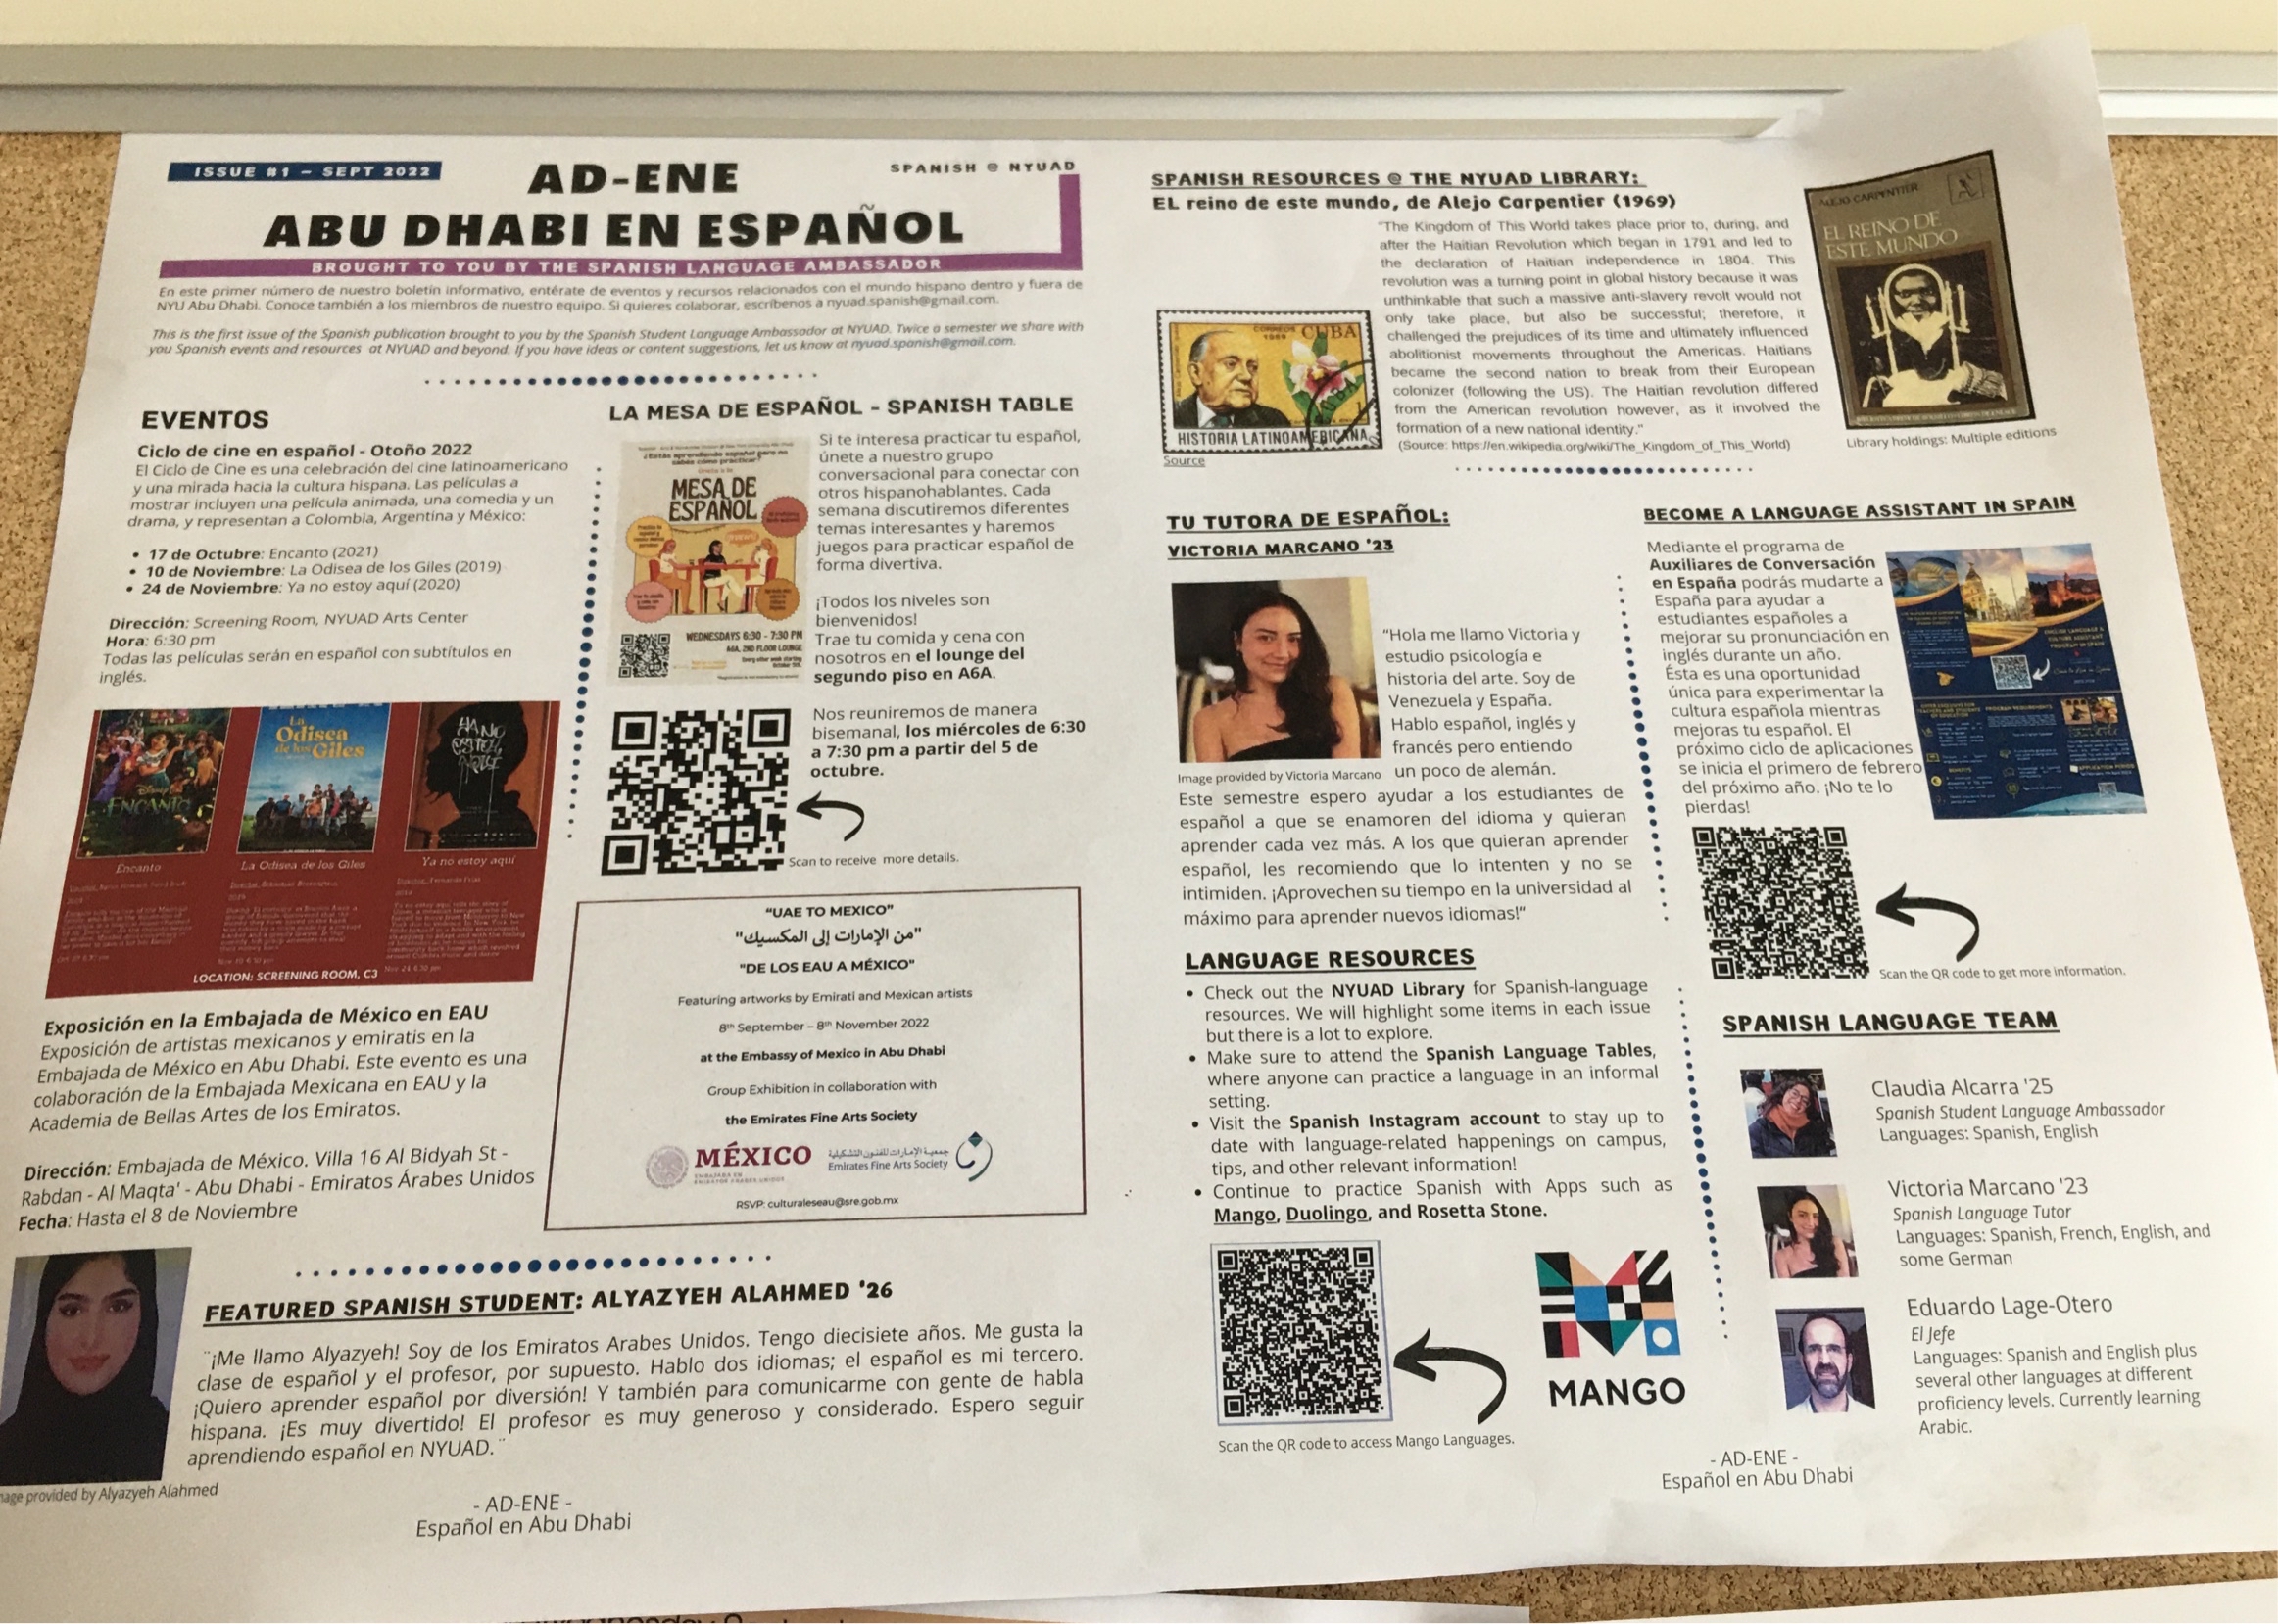 ISSUE #1 – SEPT 2022
SPANISH @ NYUAD
AD-ENE
ABU DHABI EN ESPAÑOL
BROUGHT TO YOU BY THE SPANISH LANGUAGE AMBASSADOR
En este primer número de nuestro boletín informativo, entérate de eventos y recursos relacionados con el mundo hispano dentro y fuera de
NYU Abu Dhabi. Conoce también a los miembros de nuestro equipo. Si quieres colaborar, escríbenos a nyuad.spanish@gmail.com.
This is the first issue of the Spanish publication brought to you by the Spanish Student Language Ambassador at NYUAD. Twice a semester we share with
you Spanish events and resources at NYUAD and beyond. If you have ideas or content suggestions, let us know at nyuad.spanish@gmail.com.
EVENTOS
Ciclo de cine en español - Otoño 2022
El Ciclo de Cine es una celebración del cine latinoamericano
y una mirada hacia la cultura hispana. Las películas a
mostrar incluyen una película animada, una comedia y un
drama, y representan a Colombia, Argentina y México:
• 17 de Octubre: Encanto (2021)
• 10 de Noviembre: La Odisea de los Giles (2019)
• 24 de Noviembre: Ya no estoy aquí (2020)
Dirección: Screening Room, NYUAD Arts Center
Hora: 6:30 pm
Todas las películas serán en español con subtítulos en
inglés.
La
Odisea
de los Giles
YA NO
ESTOY
AQUÍ
Disney
ENCANTO
Encanto
La Odisea de los Giles
Ya no estoy aquí
LOCATION: SCREENING ROOM, C3
Exposición en la Embajada de México en EAU
Exposición de artistas mexicanos y emiratis en la
Embajada de México en Abu Dhabi. Este evento es una
colaboración de la Embajada Mexicana en EAU y la
Academia de Bellas Artes de los Emiratos.
Dirección: Embajada de México. Villa 16 Al Bidyah St -
Rabdan - Al Maqta' - Abu Dhabi - Emiratos Árabes Unidos
Fecha: Hasta el 8 de Noviembre
LA MESA DE ESPAÑOL - SPANISH TABLE
¿Estás aprendiendo español pero no
sabes cómo practicar?
MESA DE
ESPAÑOL
WEDNESDAYS 6:30 - 7:30 PM
A6A, 2ND FLOOR LOUNGE
Si te interesa practicar tu español,
únete a nuestro grupo
conversacional para conectar con
otros hispanohablantes. Cada
semana discutiremos diferentes
temas interesantes y haremos
juegos para practicar español de
forma divertiva.
¡Todos los niveles son
bienvenidos!
Trae tu comida y cena con
nosotros en el lounge del
segundo piso en A6A.
Nos reuniremos de manera
bisemanal, los miércoles de 6:30
a 7:30 pm a partir del 5 de
octubre.
Scan to receive more details.
"UAE TO MEXICO"
"من الإمارات إلى المكسيك"
"DE LOS EAU A MÉXICO"
Featuring artworks by Emirati and Mexican artists
8th September – 8th November 2022
at the Embassy of Mexico in Abu Dhabi
Group Exhibition in collaboration with
the Emirates Fine Arts Society
MÉXICO
EMBAJADA EN
EMIRATOS ÁRABES UNIDOS
جمعية الإمارات للفنون التشكيلية
Emirates Fine Arts Society
RSVP: culturaleseau@sre.gob.mx
FEATURED SPANISH STUDENT: ALYAZYEH ALAHMED '26
¨¡Me llamo Alyazyeh! Soy de los Emiratos Arabes Unidos. Tengo diecisiete años. Me gusta la
clase de español y el profesor, por supuesto. Hablo dos idiomas; el español es mi tercero.
¡Quiero aprender español por diversión! Y también para comunicarme con gente de habla
hispana. ¡Es muy divertido! El profesor es muy generoso y considerado. Espero seguir
aprendiendo español en NYUAD.¨
provided by Alyazyeh Alahmed
- AD-ENE -
Español en Abu Dhabi
SPANISH RESOURCES @ THE NYUAD LIBRARY:
EL reino de este mundo, de Alejo Carpentier (1969)
"The Kingdom of This World takes place prior to, during, and
after the Haitian Revolution which began in 1791 and led to
the declaration of Haitian independence in 1804. This
revolution was a turning point in global history because it was
unthinkable that such a massive anti-slavery revolt would not
only take place, but also be successful; therefore, it
challenged the prejudices of its time and ultimately influenced
abolitionist movements throughout the Americas. Haitians
became the second nation to break from their European
colonizer (following the US). The Haitian revolution differed
from the American revolution however, as it involved the
formation of a new national identity."
(Source: https://en.wikipedia.org/wiki/The_Kingdom_of_This_World)
CORREOS
CUBA
HISTORIA LATINOAMERICANA
Source
ALEJO CARPENTIER
EL REINO DE
ESTE MUNDO
Library holdings: Multiple editions
TU TUTORA DE ESPAÑOL:
VICTORIA MARCANO '23
"Hola me llamo Victoria y
estudio psicología e
historia del arte. Soy de
Venezuela y España.
Hablo español, inglés y
francés pero entiendo
un poco de alemán.
Image provided by Victoria Marcano
Este semestre espero ayudar a los estudiantes de
español a que se enamoren del idioma y quieran
aprender cada vez más. A los que quieran aprender
español, les recomiendo que lo intenten y no se
intimiden. ¡Aprovechen su tiempo en la universidad al
máximo para aprender nuevos idiomas!"
LANGUAGE RESOURCES
• Check out the NYUAD Library for Spanish-language
resources. We will highlight some items in each issue
but there is a lot to explore.
• Make sure to attend the Spanish Language Tables,
where anyone can practice a language in an informal
setting.
• Visit the Spanish Instagram account to stay up to
date with language-related happenings on campus,
tips, and other relevant information!
• Continue to practice Spanish with Apps such as
Mango, Duolingo, and Rosetta Stone.
MANGO
Scan the QR code to access Mango Languages.
BECOME A LANGUAGE ASSISTANT IN SPAIN
Mediante el programa de
Auxiliares de Conversación
en España podrás mudarte a
España para ayudar a
estudiantes españoles a
mejorar su pronunciación en
inglés durante un año.
Ésta es una oportunidad
única para experimentar la
cultura española mientras
mejoras tu español. El
próximo ciclo de aplicaciones
se inicia el primero de febrero
del próximo año. ¡No te lo
pierdas!
Scan the QR code to get more information.
SPANISH LANGUAGE TEAM
Claudia Alcarra '25
Spanish Student Language Ambassador
Languages: Spanish, English
Victoria Marcano '23
Spanish Language Tutor
Languages: Spanish, French, English, and
some German
Eduardo Lage-Otero
El Jefe
Languages: Spanish and English plus
several other languages at different
proficiency levels. Currently learning
Arabic.
- AD-ENE -
Español en Abu Dhabi